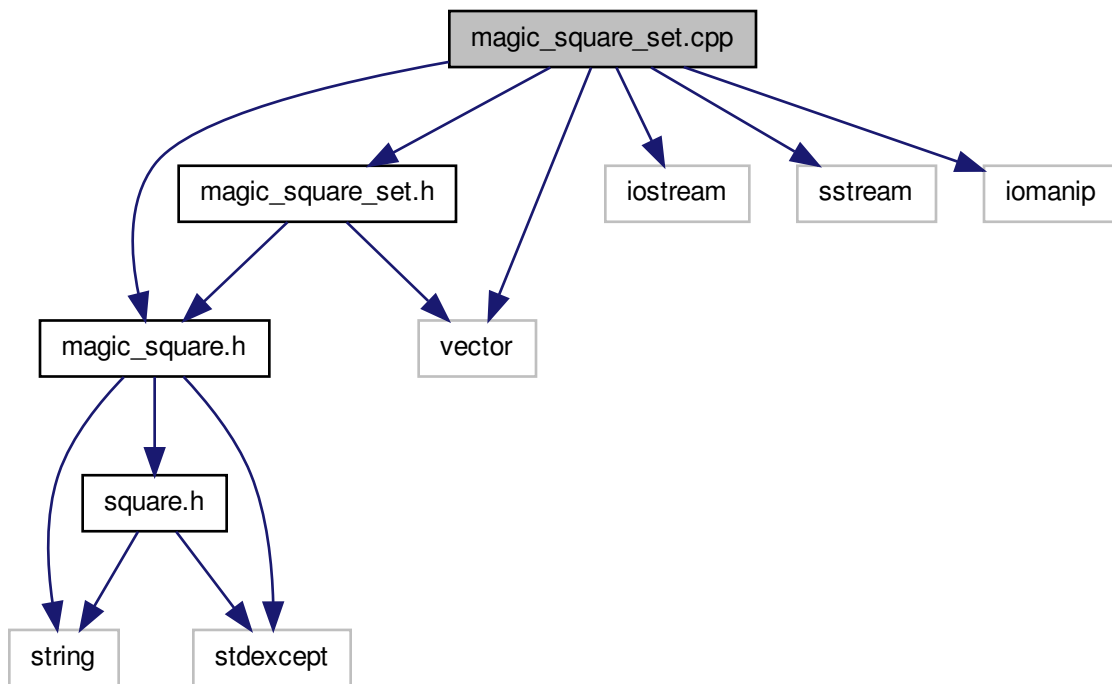 magic_square_set.cpp
magic_square_set.h
iostream
sstream
iomanip
magic_square.h
vector
square.h
string
stdexcept